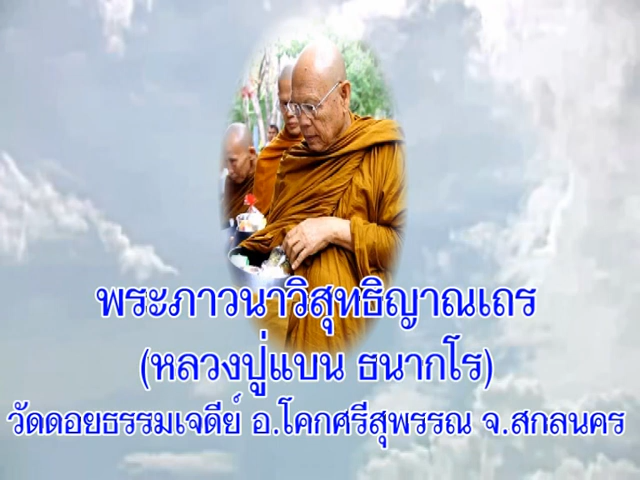 พระภาวนาวิสุทธิญาณเถร
(หลวงปู่แบน ธนากโร)
วัดดอยธรรมเจดีย์ อ.โคกศรีสุพรรณ จ.สกลนคร